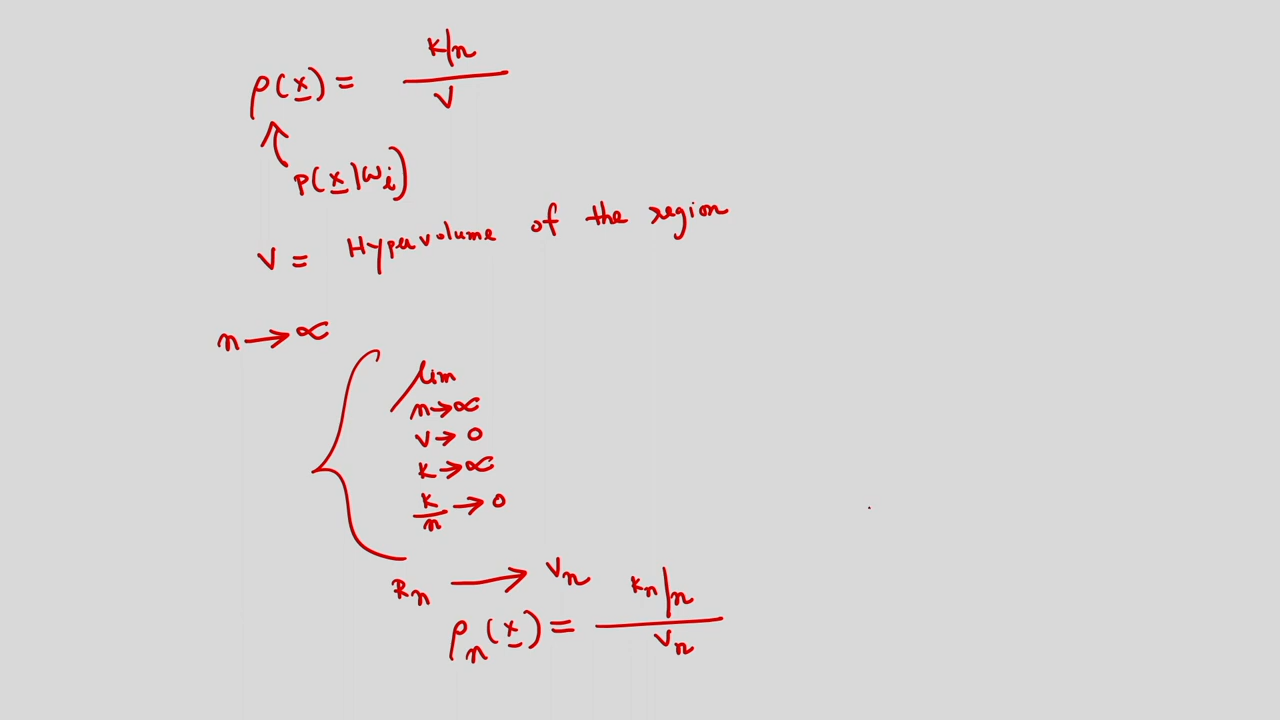 p(x) = k/n / V
p(x|ωi)
V = Hypervolume of the region
n → ∝
lim
n → ∝
V → 0
k → ∝
k/n → 0
Rn → Vn
pn(x) = kn/n / Vn